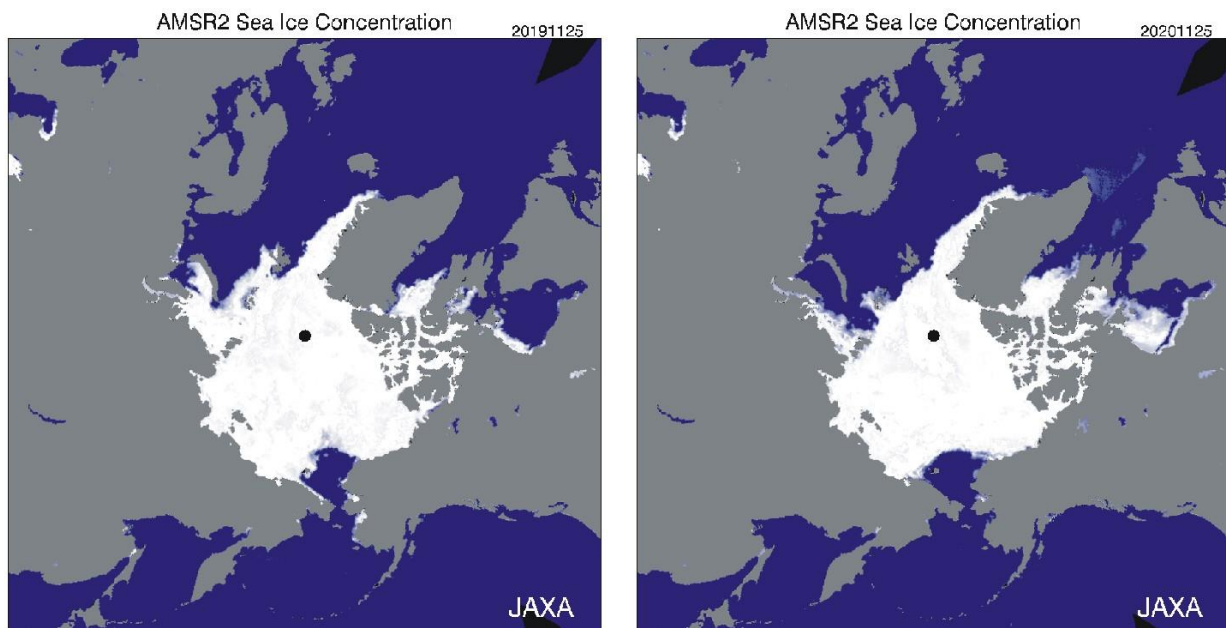 AMSR2 Sea Ice Concentration 20191125
AMSR2 Sea Ice Concentration 20201125
JAXA
JAXA